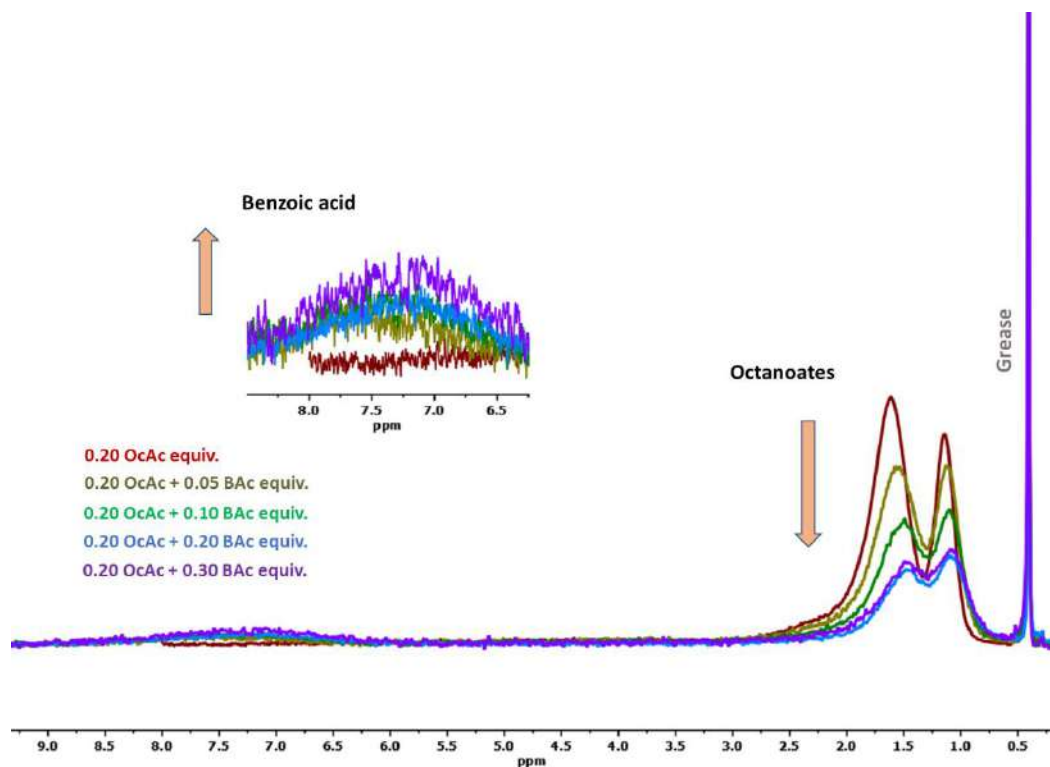 Benzoic acid
8.0 7.5 7.0 6.5
ppm
Octanoates
Grease
0.20 OcAc equiv.
0.20 OcAc + 0.05 BAc equiv.
0.20 OcAc + 0.10 BAc equiv.
0.20 OcAc + 0.20 BAc equiv.
0.20 OcAc + 0.30 BAc equiv.
9.0 8.5 8.0 7.5 7.0 6.5 6.0 5.5 5.0 4.5 4.0 3.5 3.0 2.5 2.0 1.5 1.0 0.5
ppm